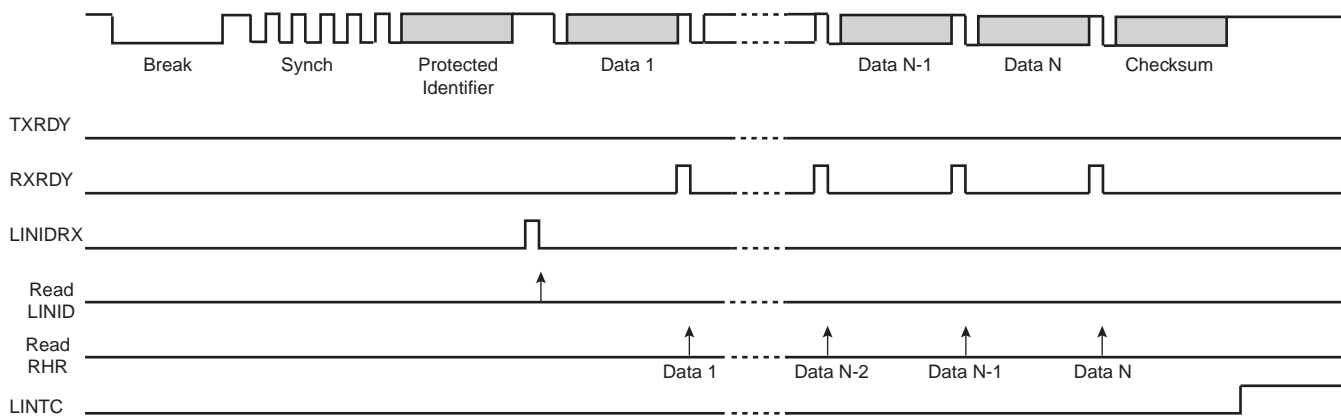 Break Synch Protected Identifier Data 1 Data N-1 Data N Checksum
TXRDY
RXRDY
LINIDRX
Read
LINID
Read
RHR
Data 1 Data N-2 Data N-1 Data N
LINTC